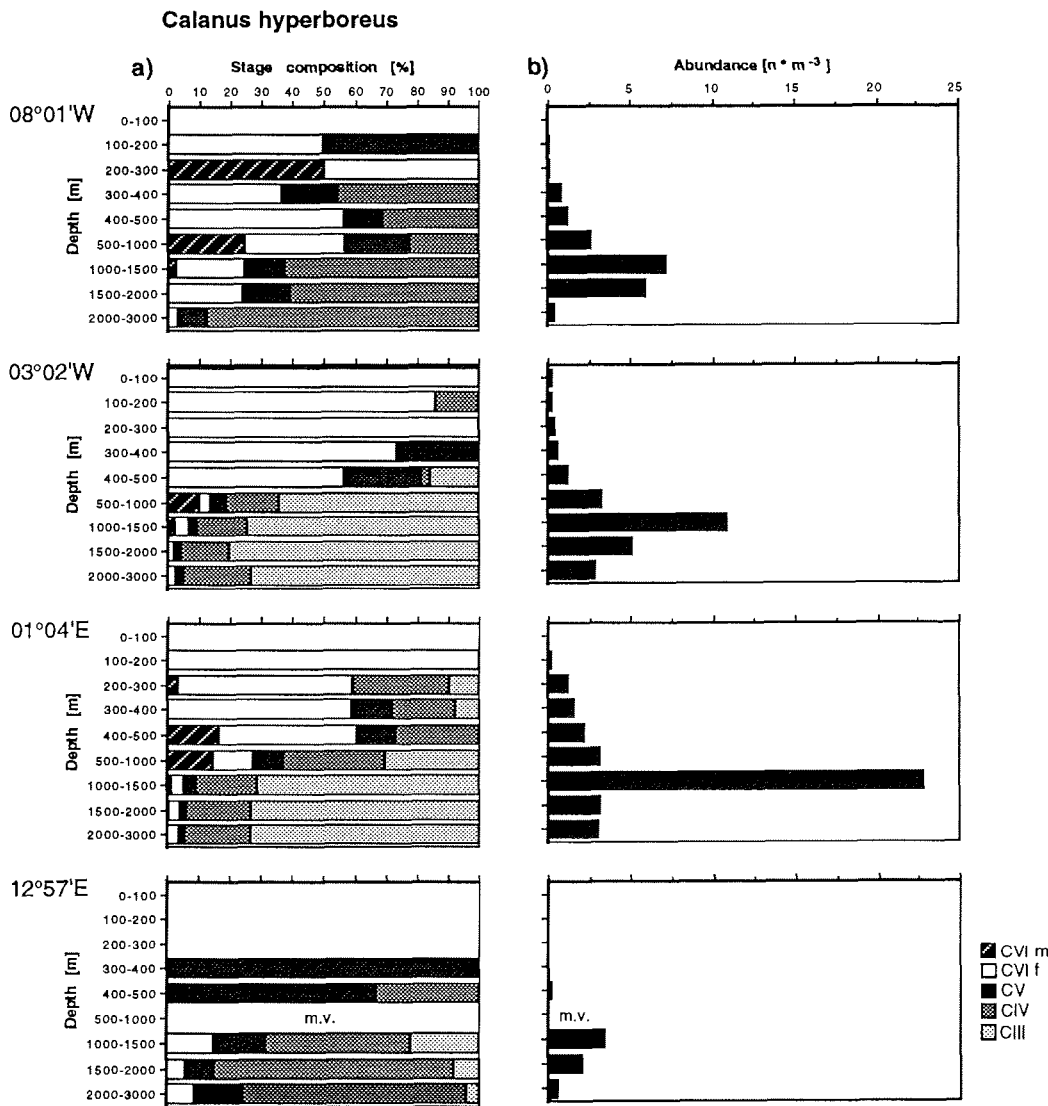 Calanus hyperboreus
a) Stage composition [%]
0 10 20 30 40 50 60 70 80 90 100
b) Abundance [n * m -3 ]
0 5 10 15 20 25
08°01'W
Depth [m]
0-100
100-200
200-300
300-400
400-500
500-1000
1000-1500
1500-2000
2000-3000
03°02'W
Depth [m]
0-100
100-200
200-300
300-400
400-500
500-1000
1000-1500
1500-2000
2000-3000
01°04'E
Depth [m]
0-100
100-200
200-300
300-400
400-500
500-1000
1000-1500
1500-2000
2000-3000
12°57'E
Depth [m]
0-100
100-200
200-300
300-400
400-500
500-1000
1000-1500
1500-2000
2000-3000
m.v.
m.v.
CVI m
CVI f
CV
CIV
CIII